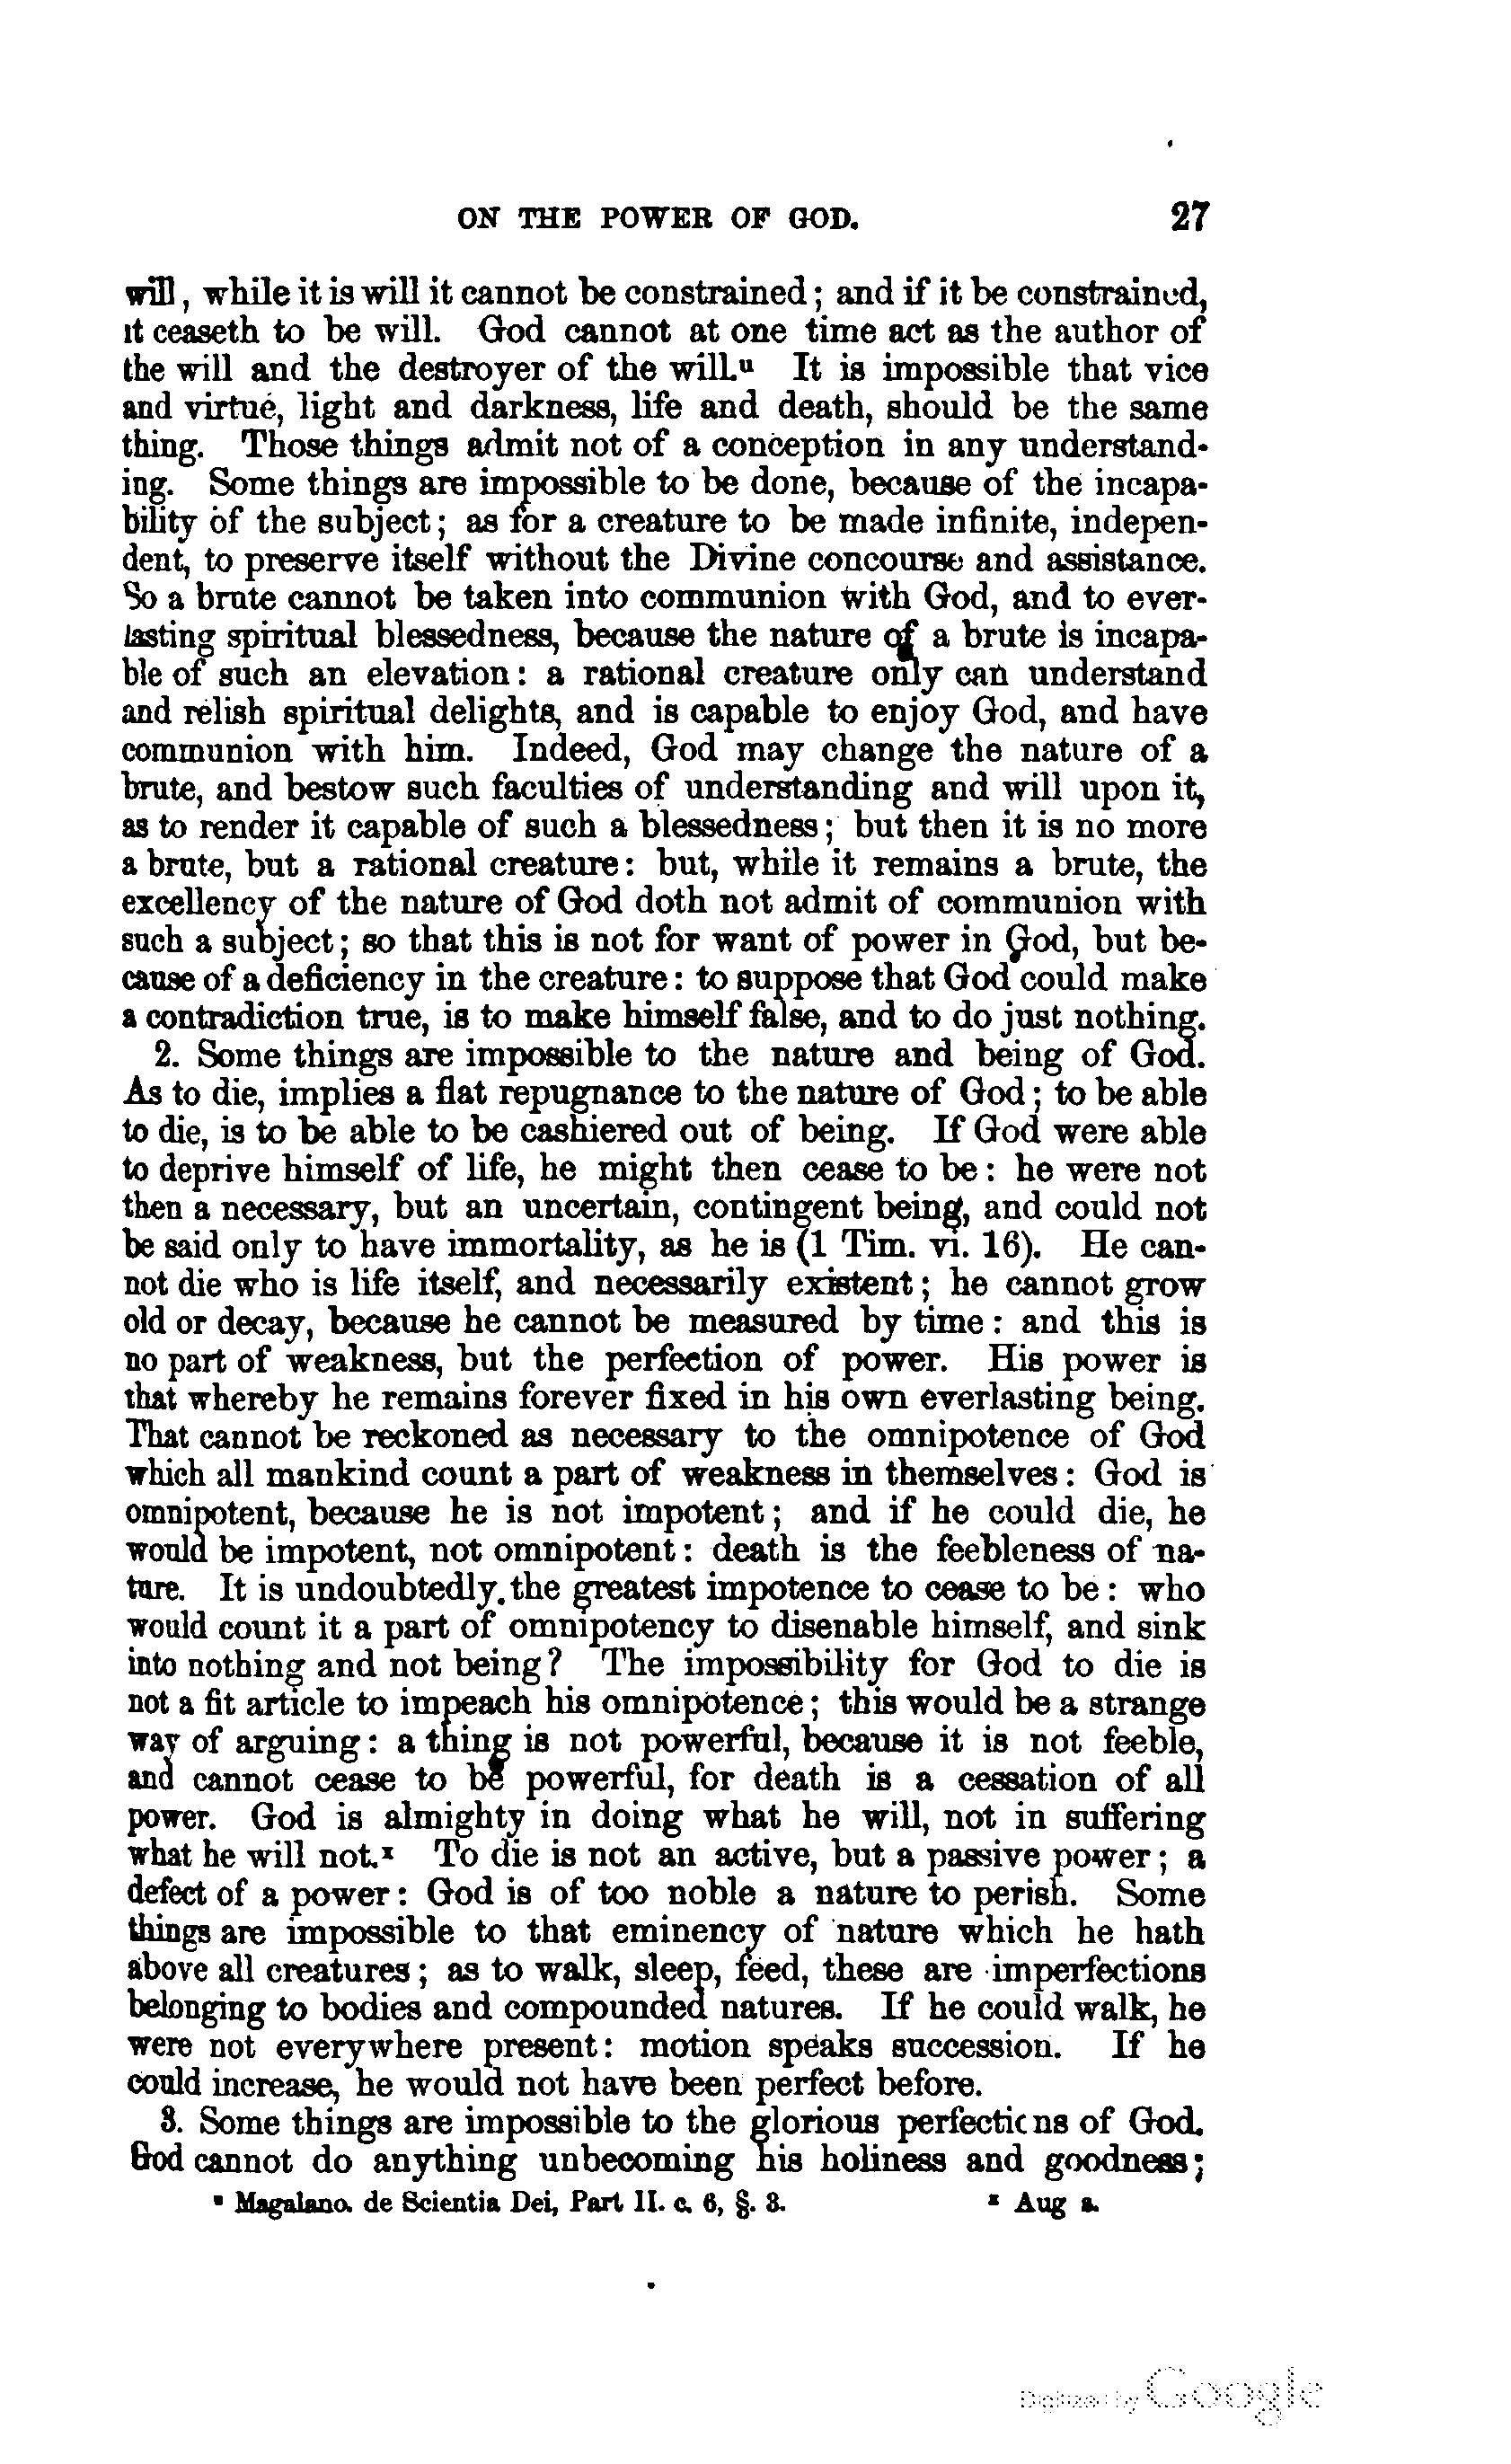 ON THE POWER OF GOD. 27
will, while it is will it cannot be constrained; and if it be constrained,
it ceaseth to be will. God cannot at one time act as the author of
the will and the destroyer of the will.ᵘ It is impossible that vice
and virtue, light and darkness, life and death, should be the same
thing. Those things admit not of a conception in any understand-
ing. Some things are impossible to be done, because of the incapa-
bility of the subject; as for a creature to be made infinite, indepen-
dent, to preserve itself without the Divine concourse and assistance.
So a brute cannot be taken into communion with God, and to ever-
lasting spiritual blessedness, because the nature of a brute is incapa-
ble of such an elevation: a rational creature only can understand
and relish spiritual delights, and is capable to enjoy God, and have
communion with him. Indeed, God may change the nature of a
brute, and bestow such faculties of understanding and will upon it,
as to render it capable of such a blessedness; but then it is no more
a brute, but a rational creature: but, while it remains a brute, the
excellency of the nature of God doth not admit of communion with
such a subject; so that this is not for want of power in God, but be-
cause of a deficiency in the creature: to suppose that God could make
a contradiction true, is to make himself false, and to do just nothing.
2. Some things are impossible to the nature and being of God.
As to die, implies a flat repugnance to the nature of God; to be able
to die, is to be able to be cashiered out of being. If God were able
to deprive himself of life, he might then cease to be: he were not
then a necessary, but an uncertain, contingent being, and could not
be said only to have immortality, as he is (1 Tim. vi. 16). He can-
not die who is life itself, and necessarily existent; he cannot grow
old or decay, because he cannot be measured by time: and this is
no part of weakness, but the perfection of power. His power is
that whereby he remains forever fixed in his own everlasting being.
That cannot be reckoned as necessary to the omnipotence of God
which all mankind count a part of weakness in themselves: God is
omnipotent, because he is not impotent; and if he could die, he
would be impotent, not omnipotent: death is the feebleness of na-
ture. It is undoubtedly the greatest impotence to cease to be: who
would count it a part of omnipotency to disenable himself, and sink
into nothing and not being? The impossibility for God to die is
not a fit article to impeach his omnipotence; this would be a strange
way of arguing: a thing is not powerful, because it is not feeble,
and cannot cease to be powerful, for death is a cessation of all
power. God is almighty in doing what he will, not in suffering
what he will not.ˣ To die is not an active, but a passive power; a
defect of a power: God is of too noble a nature to perish. Some
things are impossible to that eminency of nature which he hath
above all creatures; as to walk, sleep, feed, these are imperfections
belonging to bodies and compounded natures. If he could walk, he
were not everywhere present: motion speaks succession. If he
could increase, he would not have been perfect before.
3. Some things are impossible to the glorious perfections of God.
God cannot do anything unbecoming his holiness and goodness;
ᵘ Magalano. de Scientia Dei, Part II. c. 6, §. 3. ˣ Aug a.
Digitized by Google